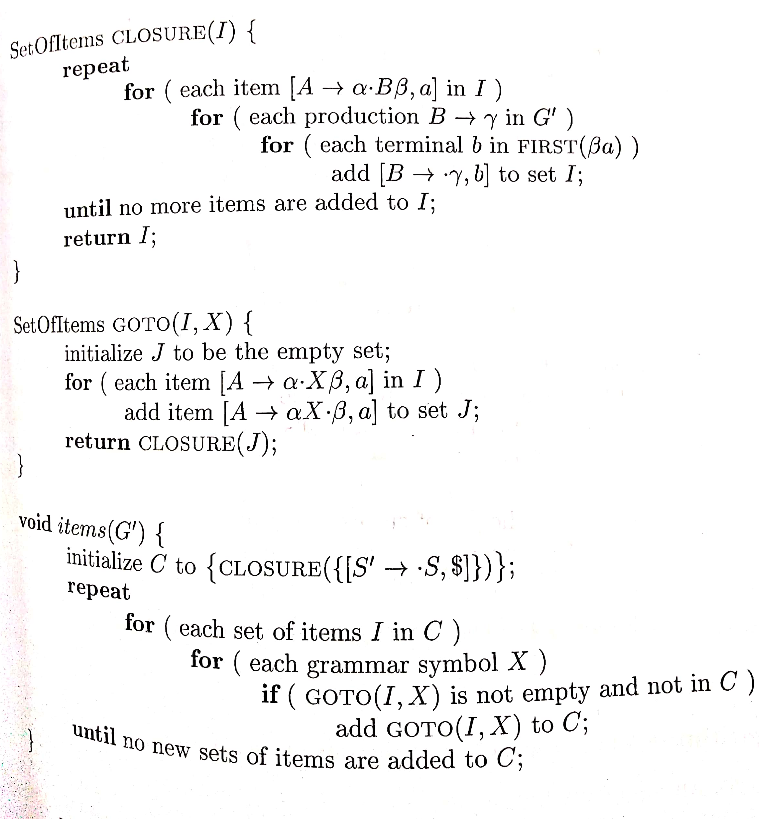 SetOfItems CLOSURE(I) {
repeat
for ( each item [A → α·Bβ, a] in I )
for ( each production B → γ in G′ )
for ( each terminal b in FIRST(βa) )
add [B → ·γ, b] to set I;
until no more items are added to I;
return I;
}
SetOfItems GOTO(I, X) {
initialize J to be the empty set;
for ( each item [A → α·Xβ, a] in I )
add item [A → αX·β, a] to set J;
return CLOSURE(J);
}
void items(G′) {
initialize C to {CLOSURE({[S′ → ·S, $]})};
repeat
for ( each set of items I in C )
for ( each grammar symbol X )
if ( GOTO(I, X) is not empty and not in C )
add GOTO(I, X) to C;
until no new sets of items are added to C;
}